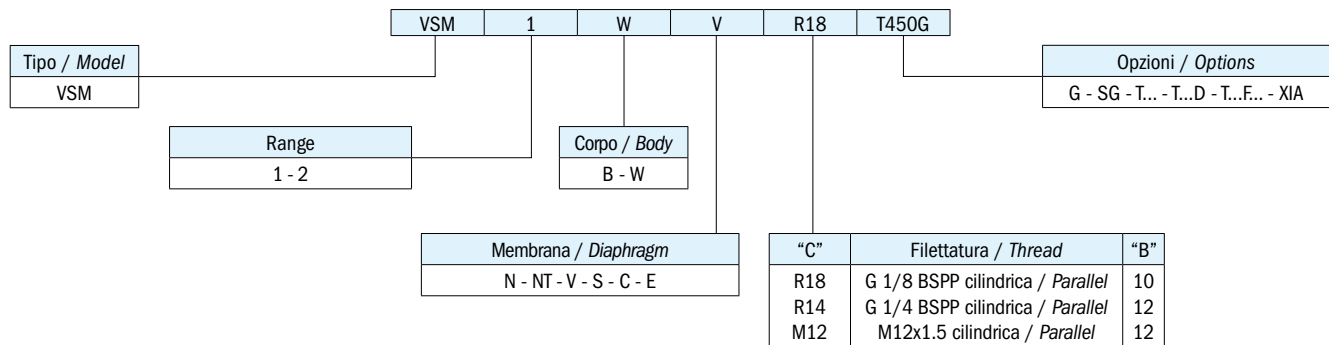 VSM 1 W V R18 T450G
Tipo / Model
VSM
Opzioni / Options
G - SG - T... - T...D - T...F... - XIA
Range
1 - 2
Corpo / Body
B - W
Membrana / Diaphragm
N - NT - V - S - C - E
“C” Filettatura / Thread “B”
R18 G 1/8 BSPP cilindrica / Parallel 10
R14 G 1/4 BSPP cilindrica / Parallel 12
M12 M12x1.5 cilindrica / Parallel 12